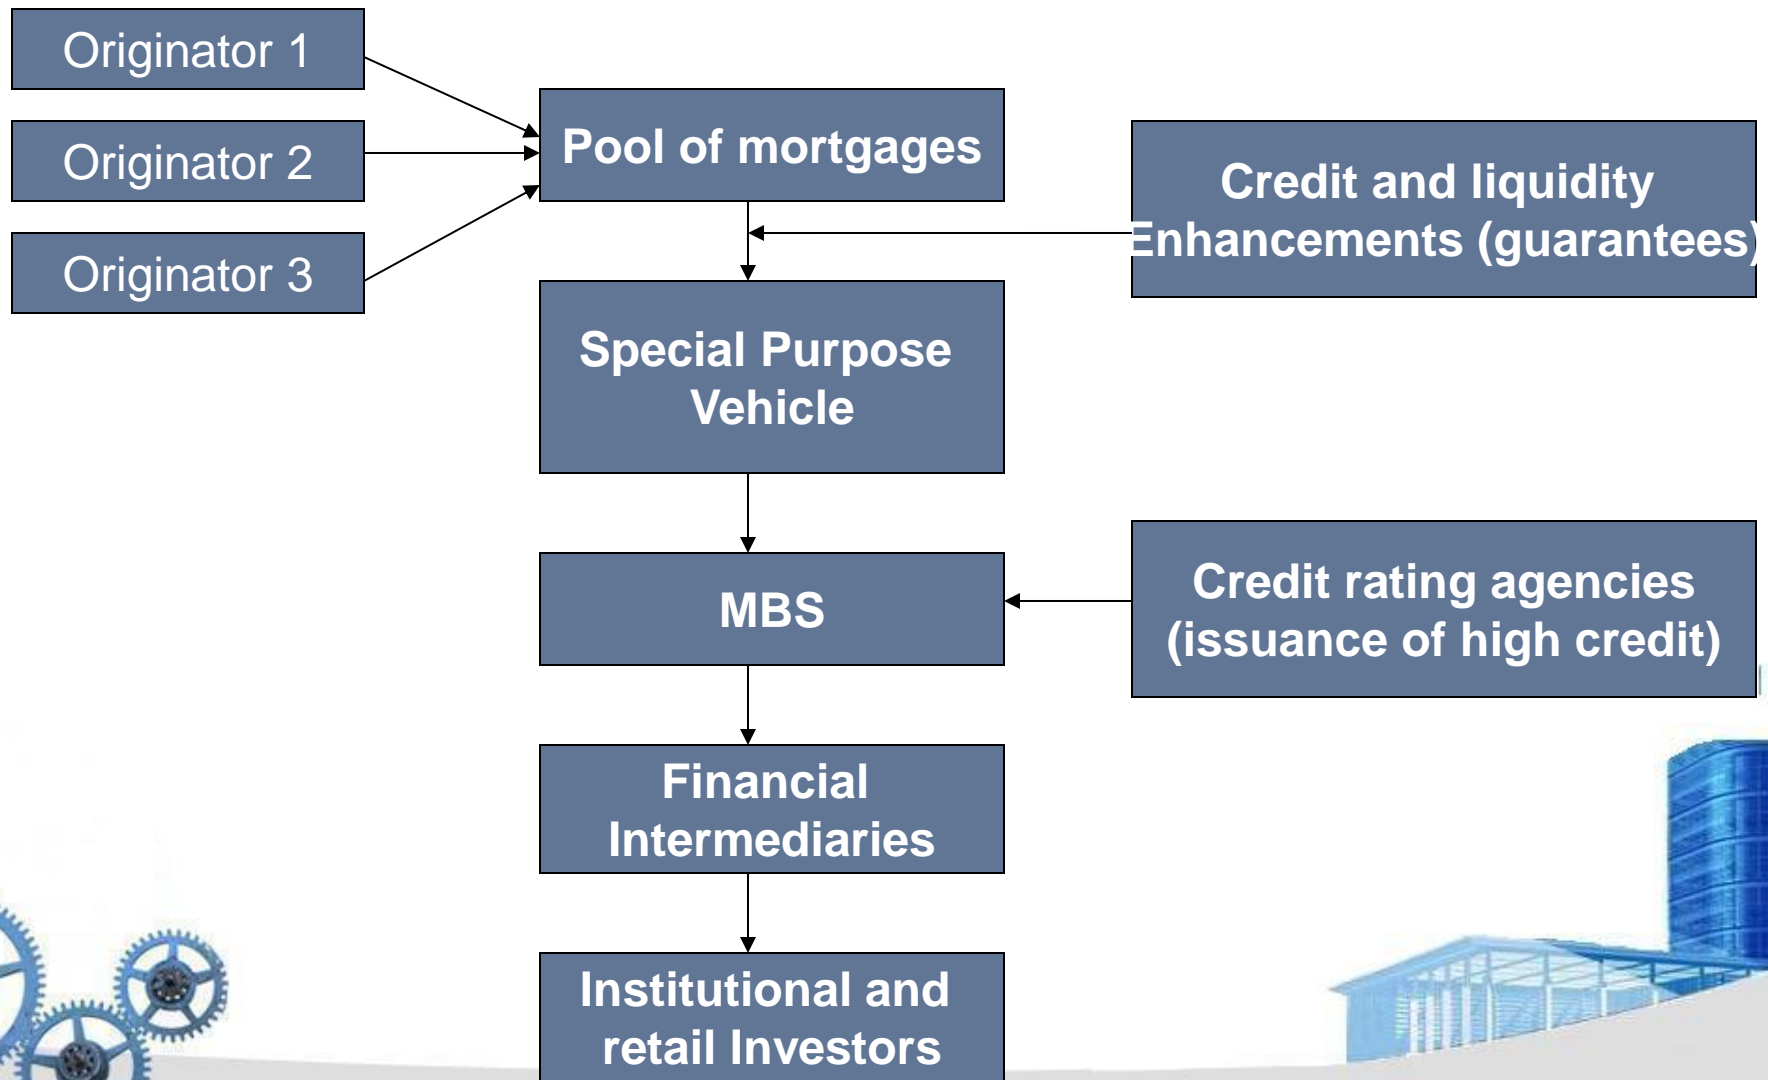 Originator 1
Originator 2
Originator 3
Pool of mortgages
Credit and liquidity
Enhancements (guarantees)
Special Purpose
Vehicle
MBS
Credit rating agencies
(issuance of high credit)
Financial
Intermediaries
Institutional and
retail Investors